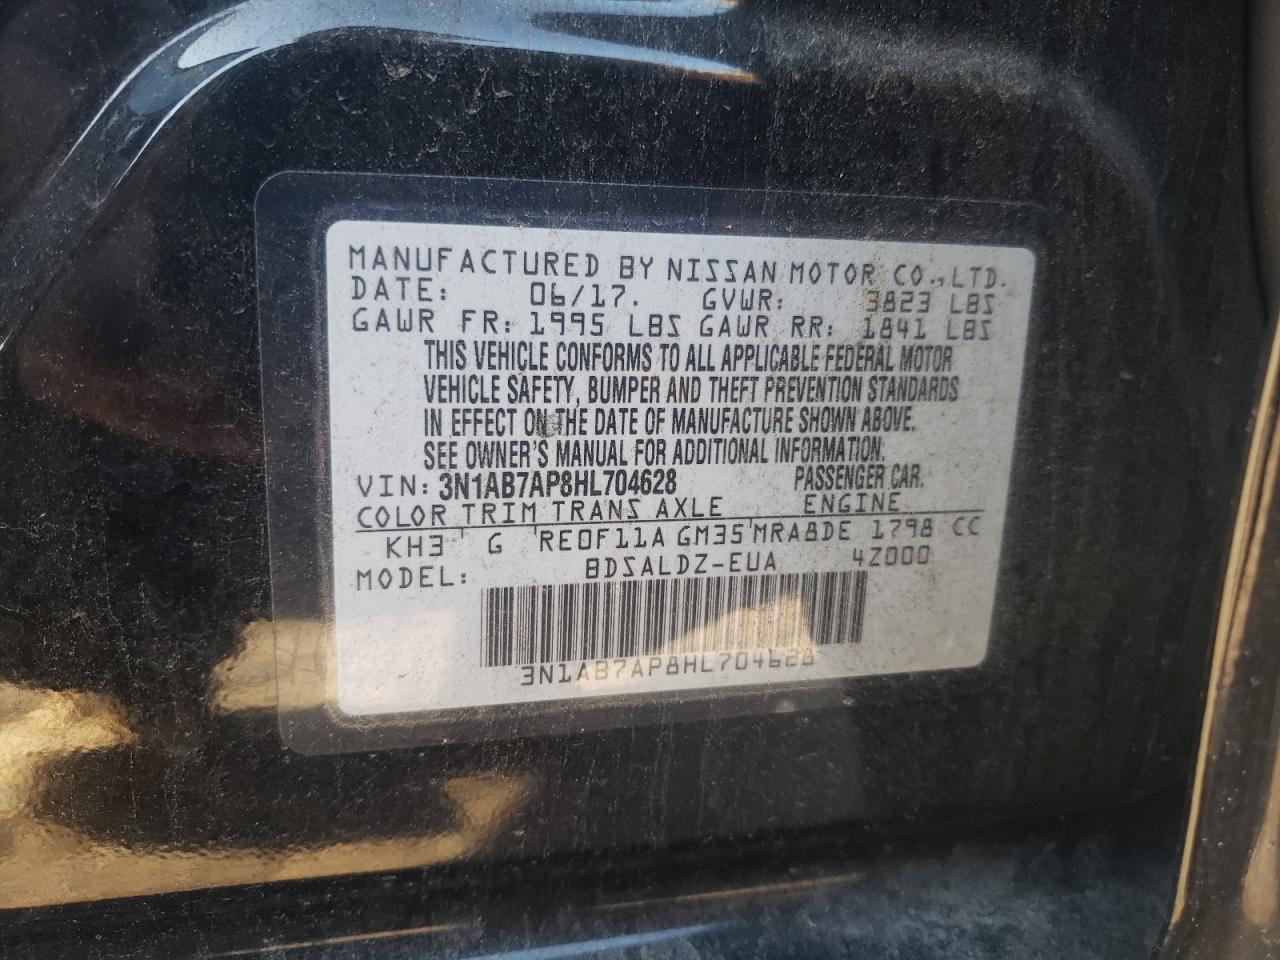 MANUFACTURED BY NISSAN MOTOR CO.,LTD.
DATE: 06/17. GVWR: 3823 LBS
GAWR FR: 1995 LBS GAWR RR: 1841 LBS
THIS VEHICLE CONFORMS TO ALL APPLICABLE FEDERAL MOTOR
VEHICLE SAFETY, BUMPER AND THEFT PREVENTION STANDARDS
IN EFFECT ON THE DATE OF MANUFACTURE SHOWN ABOVE.
SEE OWNER'S MANUAL FOR ADDITIONAL INFORMATION.
VIN: 3N1AB7AP8HL704628 PASSENGER CAR.
COLOR TRIM TRANS AXLE ENGINE
KH3 G RE0F11A GM35 MRA8DE 1798 CC
MODEL: BDSALDZ-EUA 4Z000
3N1AB7AP8HL704628